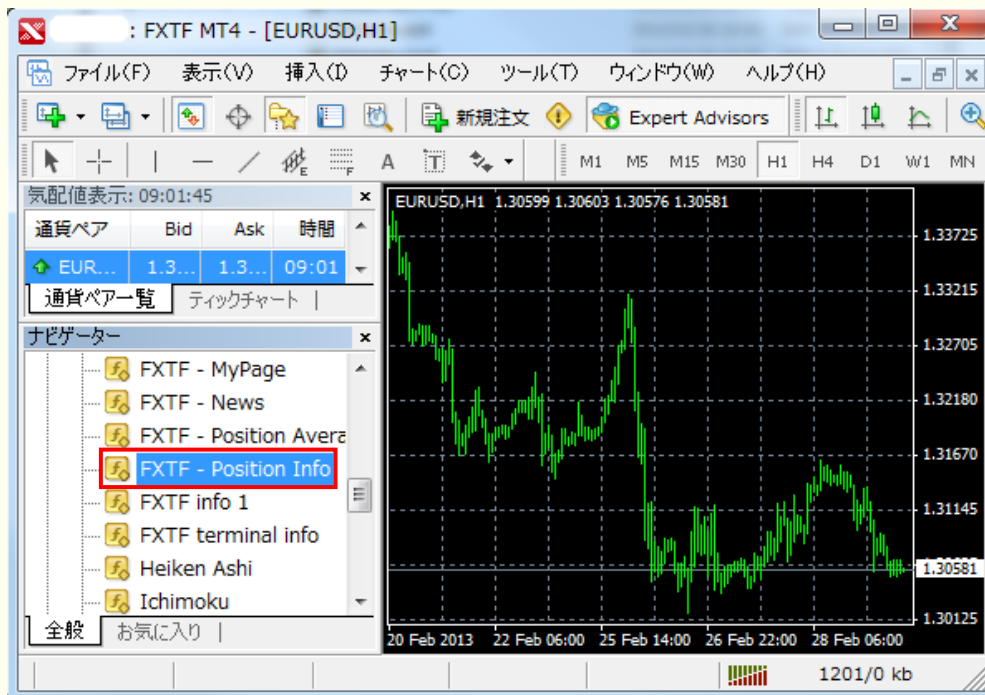 : FXTF MT4 - [EURUSD,H1]
ファイル(F) 表示(V) 挿入(I) チャート(C) ツール(T) ウィンドウ(W) ヘルプ(H)
新規注文 Expert Advisors
A T E F M1 M5 M15 M30 H1 H4 D1 W1 MN
気配値表示: 09:01:45
通貨ペア Bid Ask 時間
EUR... 1.3... 1.3... 09:01
通貨ペア一覧 ティックチャート
ナビゲーター
FXTF - MyPage
FXTF - News
FXTF - Position Avera
FXTF - Position Info
FXTF info 1
FXTF terminal info
Heiken Ashi
Ichimoku
全般 お気に入り
EURUSD,H1 1.30599 1.30603 1.30576 1.30581
1.33725
1.33215
1.32705
1.32180
1.31670
1.31145
1.30581
1.30125
20 Feb 2013 22 Feb 06:00 25 Feb 14:00 26 Feb 22:00 28 Feb 06:00
1201/0 kb